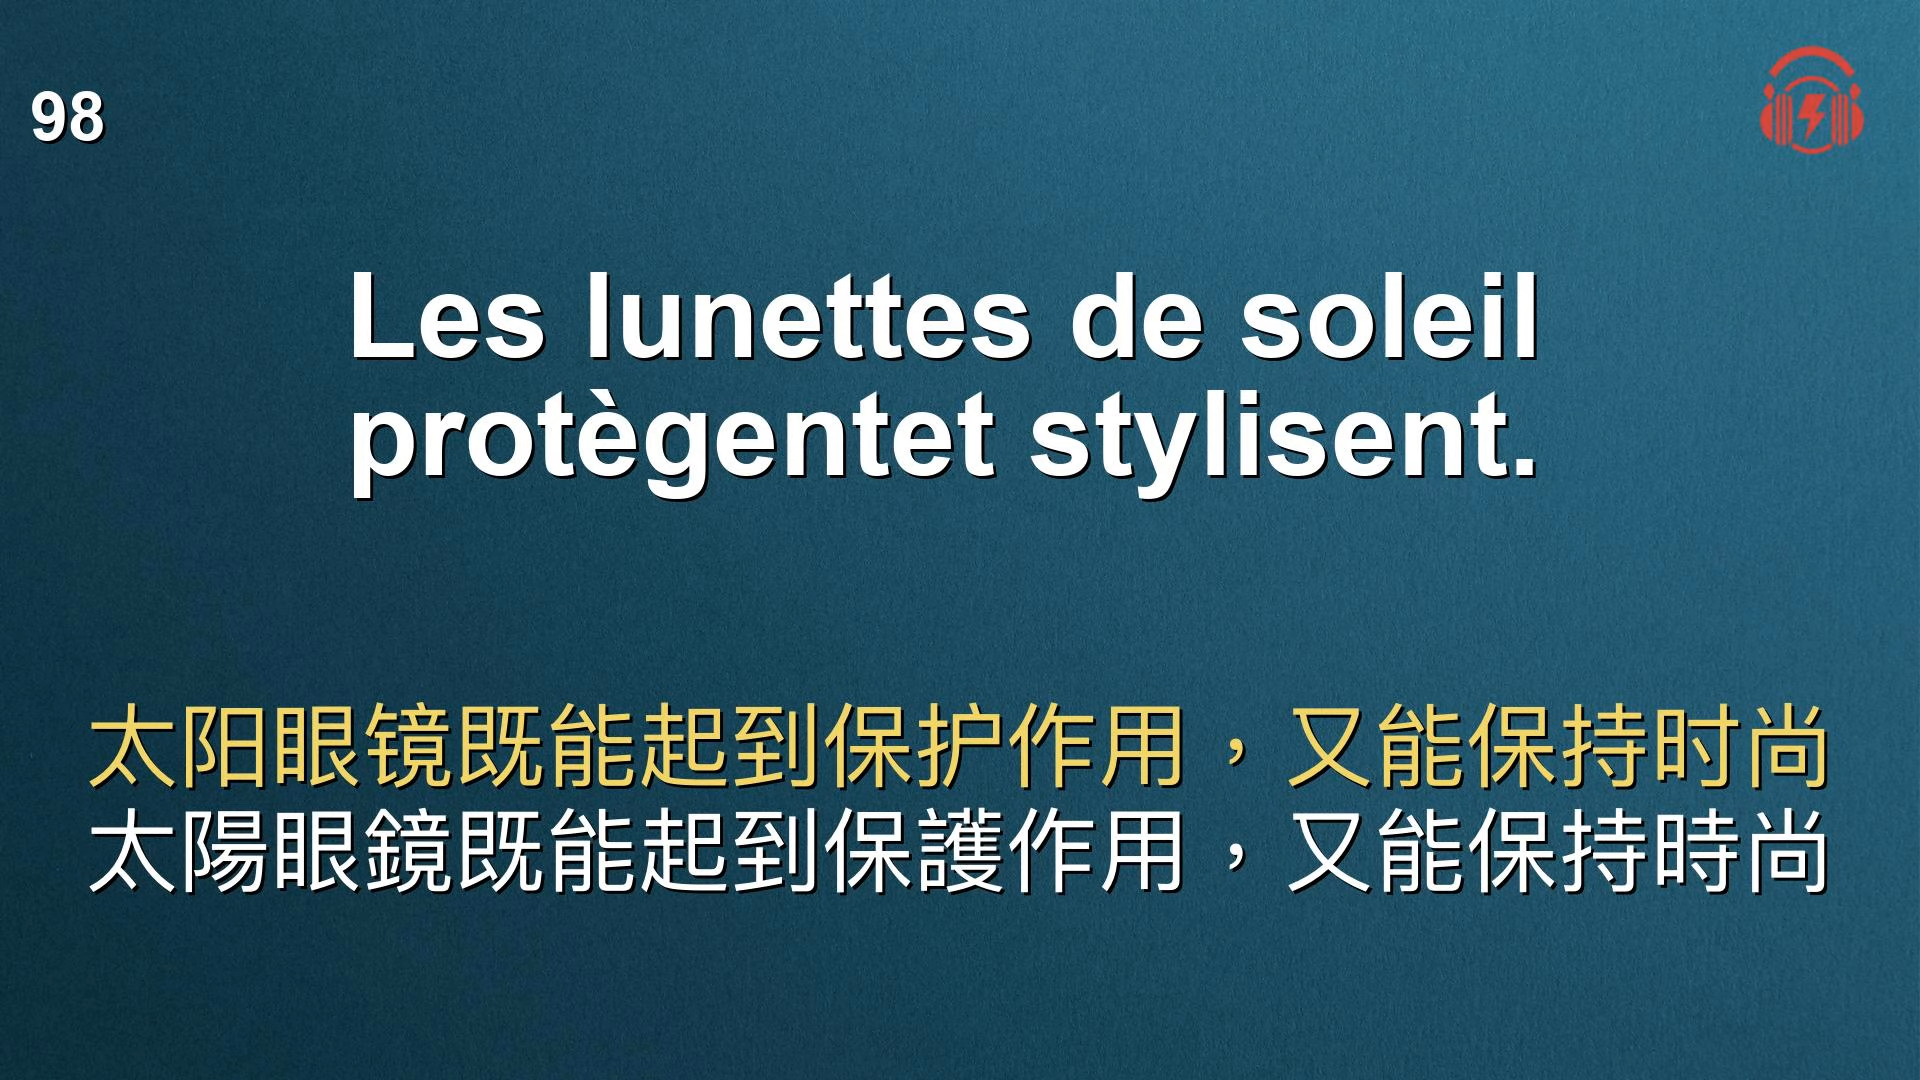 98
Les lunettes de soleil
protègentet stylisent.
太阳眼镜既能起到保护作用，又能保持时尚
太陽眼鏡既能起到保護作用，又能保持時尚